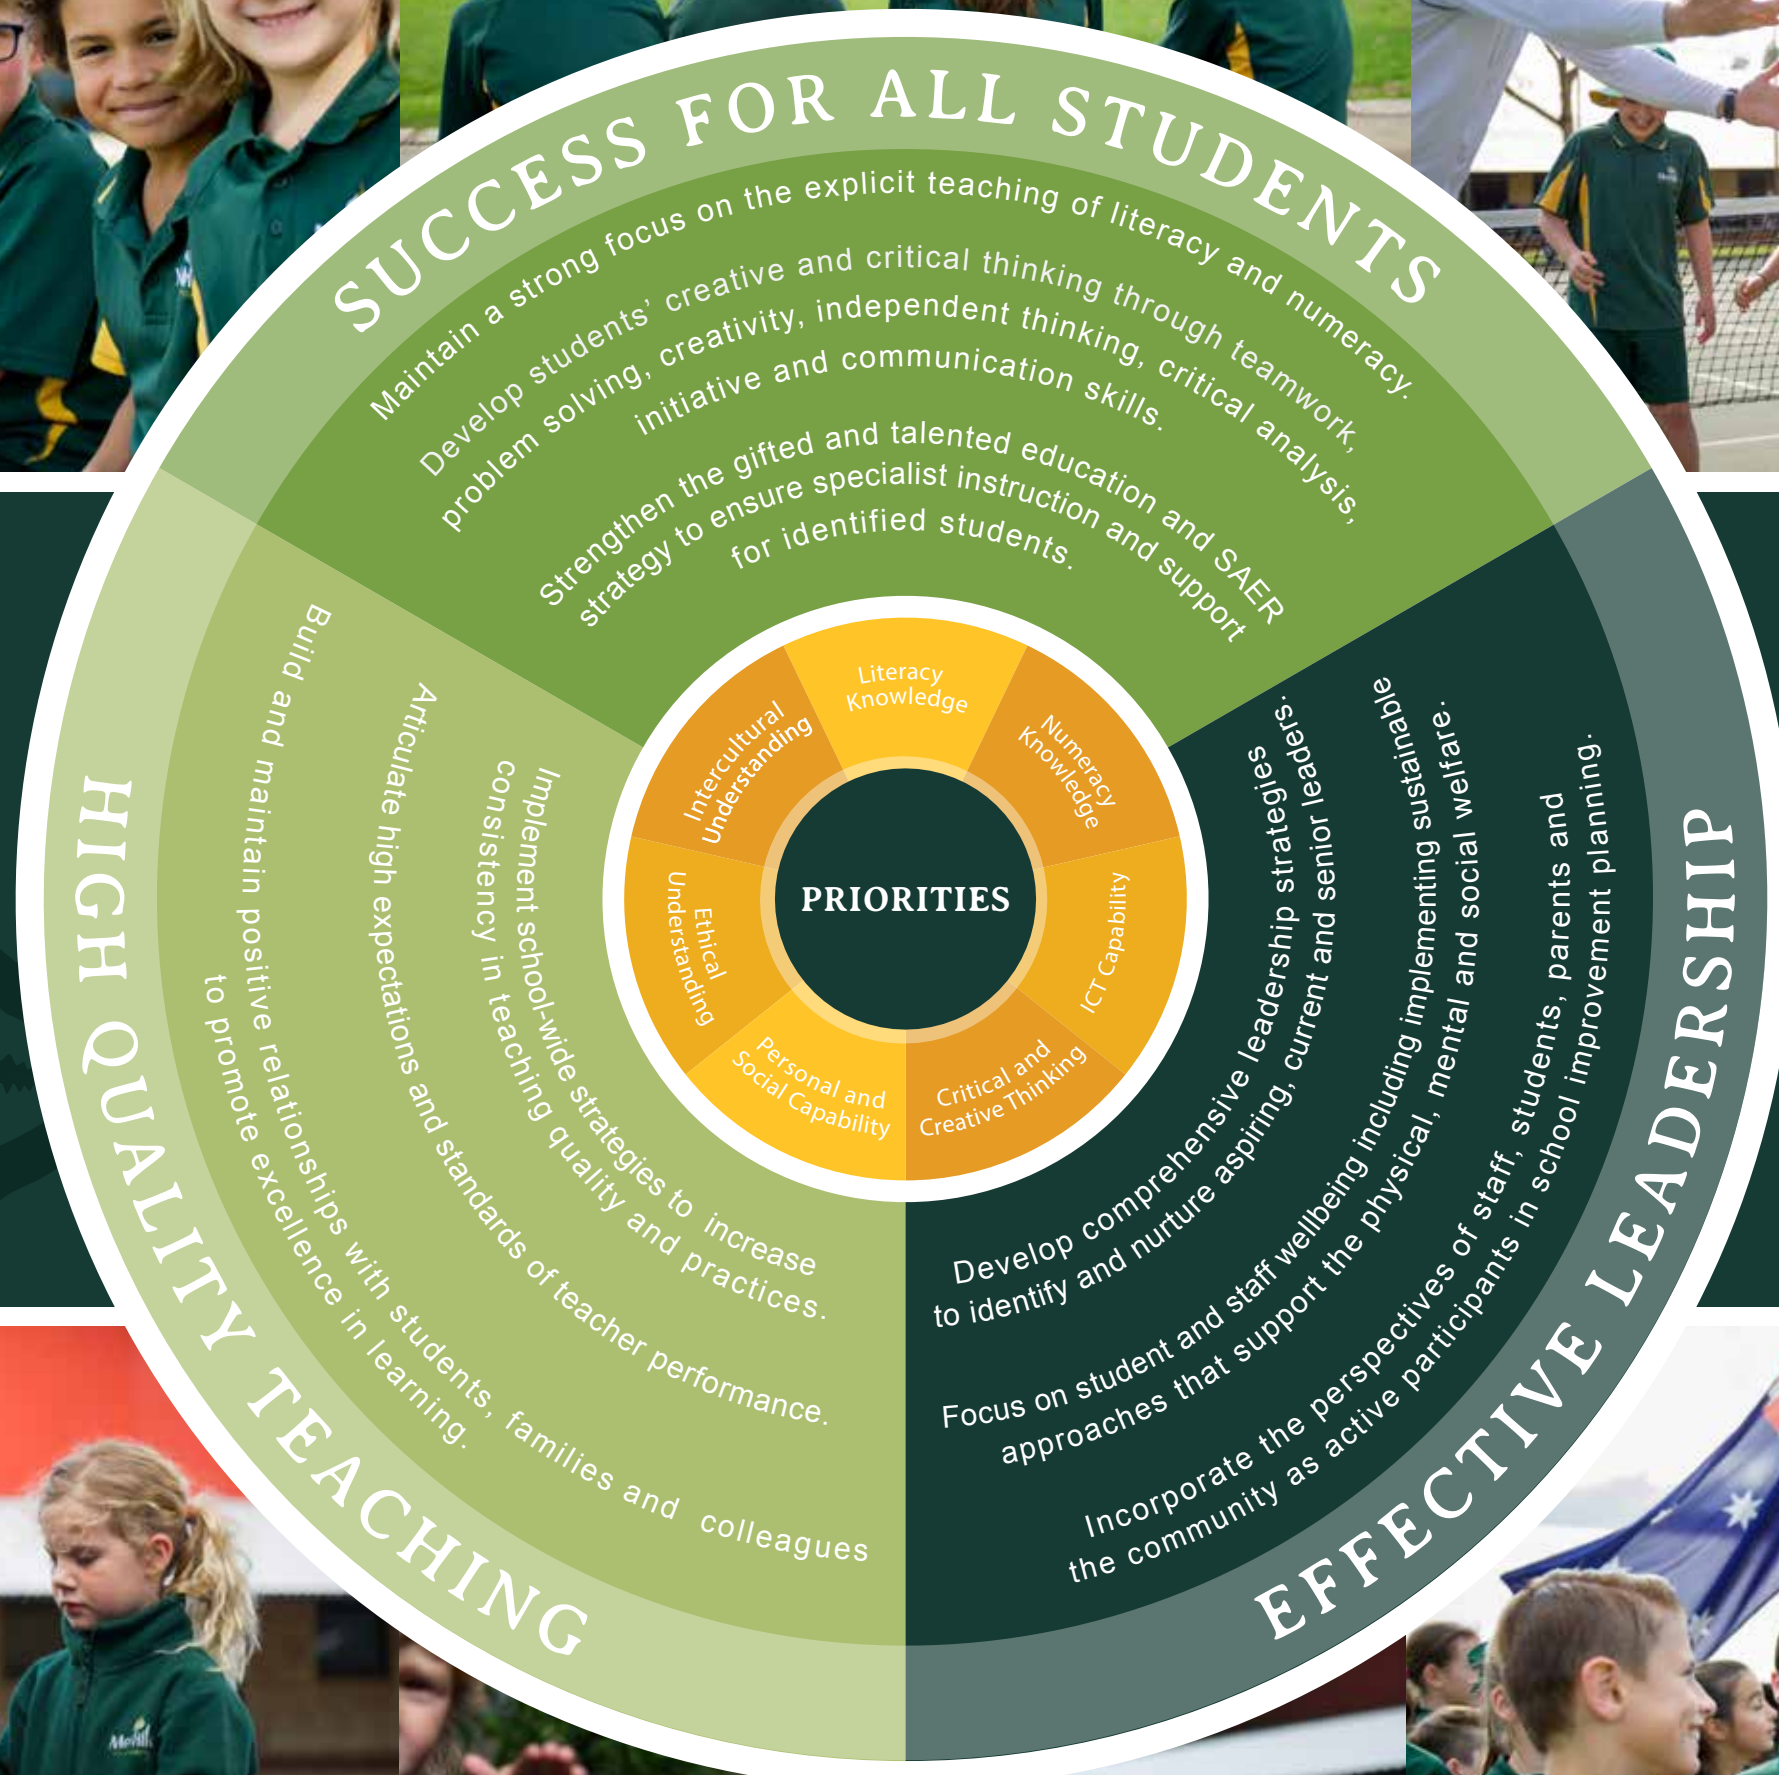 SUCCESS FOR ALL STUDENTS
Maintain a strong focus on the explicit teaching of literacy and numeracy.
Develop students’ creative and critical thinking through teamwork,
problem solving, creativity, independent thinking, critical analysis,
initiative and communication skills.
Strengthen the gifted and talented education and SAER
strategy to ensure specialist instruction and support
for identified students.
EFFECTIVE LEADERSHIP
Develop comprehensive leadership strategies
to identify and nurture aspiring, current and senior leaders.
Focus on student and staff wellbeing including implementing sustainable
approaches that support the physical, mental and social welfare.
Incorporate the perspectives of staff, students, parents and
the community as active participants in school improvement planning.
HIGH QUALITY TEACHING
Implement school-wide strategies to increase
consistency in teaching quality and practices.
Articulate high expectations and standards of teacher performance.
Build and maintain positive relationships with students, families and colleagues
to promote excellence in learning.
Literacy
Knowledge
Numeracy
Knowledge
ICT Capability
Critical and
Creative Thinking
Personal and
Social Capability
Ethical
Understanding
Intercultural
Understanding
PRIORITIES